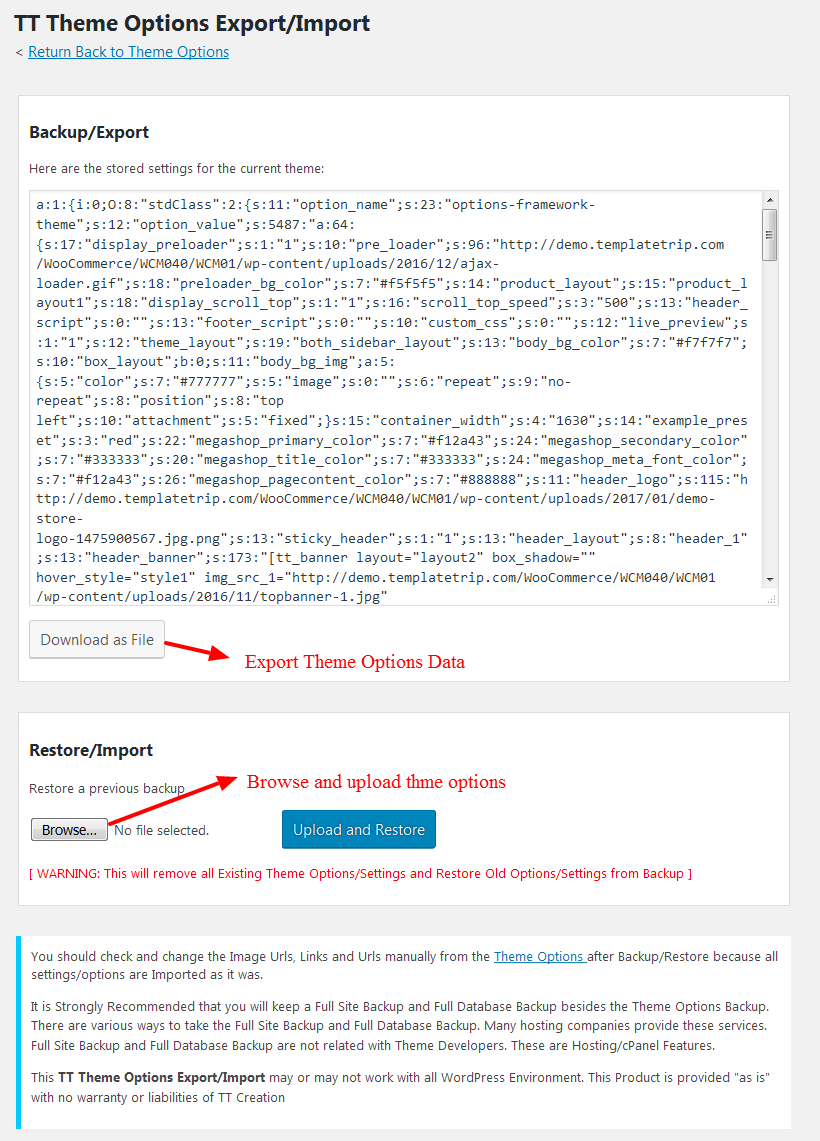 TT Theme Options Export/Import
< Return Back to Theme Options
Backup/Export
Here are the stored settings for the current theme:
a:1:{i:0;O:8:"stdClass":2:{s:11:"option_name";s:23:"options-framework-
theme";s:12:"option_value";s:5487:"a:64:
{s:17:"display_preloader";s:1:"1";s:10:"pre_loader";s:96:"http://demo.templatetrip.com
/WooCommerce/WCM040/WCM01/wp-content/uploads/2016/12/ajax-
loader.gif";s:18:"preloader_bg_color";s:7:"#f5f5f5";s:14:"product_layout";s:15:"product_l
ayout1";s:18:"display_scroll_top";s:1:"1";s:16:"scroll_top_speed";s:3:"500";s:13:"header_
script";s:0:"";s:13:"footer_script";s:0:"";s:10:"custom_css";s:0:"";s:12:"live_preview";s
:1:"1";s:12:"theme_layout";s:19:"both_sidebar_layout";s:13:"body_bg_color";s:7:"#f7f7f7";
s:10:"box_layout";b:0;s:11:"body_bg_img";a:5:
{s:5:"color";s:7:"#777777";s:5:"image";s:0:"";s:6:"repeat";s:9:"no-
repeat";s:8:"position";s:8:"top
left";s:10:"attachment";s:5:"fixed";}s:15:"container_width";s:4:"1630";s:14:"example_pres
et";s:3:"red";s:22:"megashop_primary_color";s:7:"#f12a43";s:24:"megashop_secondary_color"
;s:7:"#333333";s:20:"megashop_title_color";s:7:"#333333";s:24:"megashop_meta_font_color";
s:7:"#f12a43";s:26:"megashop_pagecontent_color";s:7:"#888888";s:11:"header_logo";s:115:"h
ttp://demo.templatetrip.com/WooCommerce/WCM040/WCM01/wp-content/uploads/2017/01/demo-
store-
logo-1475900567.jpg.png";s:13:"sticky_header";s:1:"1";s:13:"header_layout";s:8:"header_1"
;s:13:"header_banner";s:173:"[tt_banner layout="layout2" box_shadow=""
hover_style="style1" img_src_1="http://demo.templatetrip.com/WooCommerce/WCM040/WCM01
/wp-content/uploads/2016/11/topbanner-1.jpg"
Download as File
Export Theme Options Data
Restore/Import
Browse and upload thme options
Restore a previous backup
Browse... No file selected. Upload and Restore
[ WARNING: This will remove all Existing Theme Options/Settings and Restore Old Options/Settings from Backup ]
You should check and change the Image Urls, Links and Urls manually from the Theme Options after Backup/Restore because all
settings/options are Imported as it was.
It is Strongly Recommended that you will keep a Full Site Backup and Full Database Backup besides the Theme Options Backup.
There are various ways to take the Full Site Backup and Full Database Backup. Many hosting companies provide these services.
Full Site Backup and Full Database Backup are not related with Theme Developers. These are Hosting/cPanel Features.
This TT Theme Options Export/Import may or may not work with all WordPress Environment. This Product is provided "as is"
with no warranty or liabilities of TT Creation